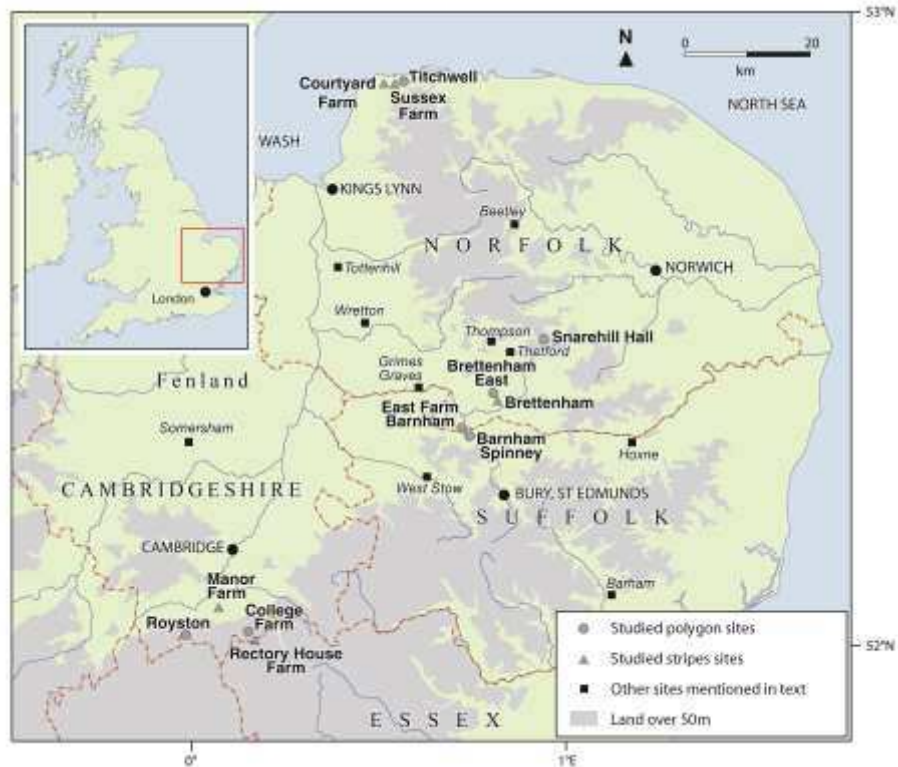 53°N
N
0 20
km
NORTH SEA
Courtyard
Farm
Titchwell
Sussex
Farm
WASH
KINGS LYNN
Beetley
NORFOLK
Tottenhill
NORWICH
London
Wretton
Thompson
Snarehill Hall
Thetford
Grimes
Graves
Brettenham
East
Fenland
Brettenham
East Farm
Barnham
Barnham
Spinney
Somersham
Hoxne
West Stow
CAMBRIDGESHIRE
BURY, ST EDMUNDS
SUFFOLK
CAMBRIDGE
Manor
Farm
Barham
Royston
College
Farm
Rectory House
Farm
Studied polygon sites
Studied stripes sites
Other sites mentioned in text
Land over 50m
52°N
ESSEX
0°
1°E